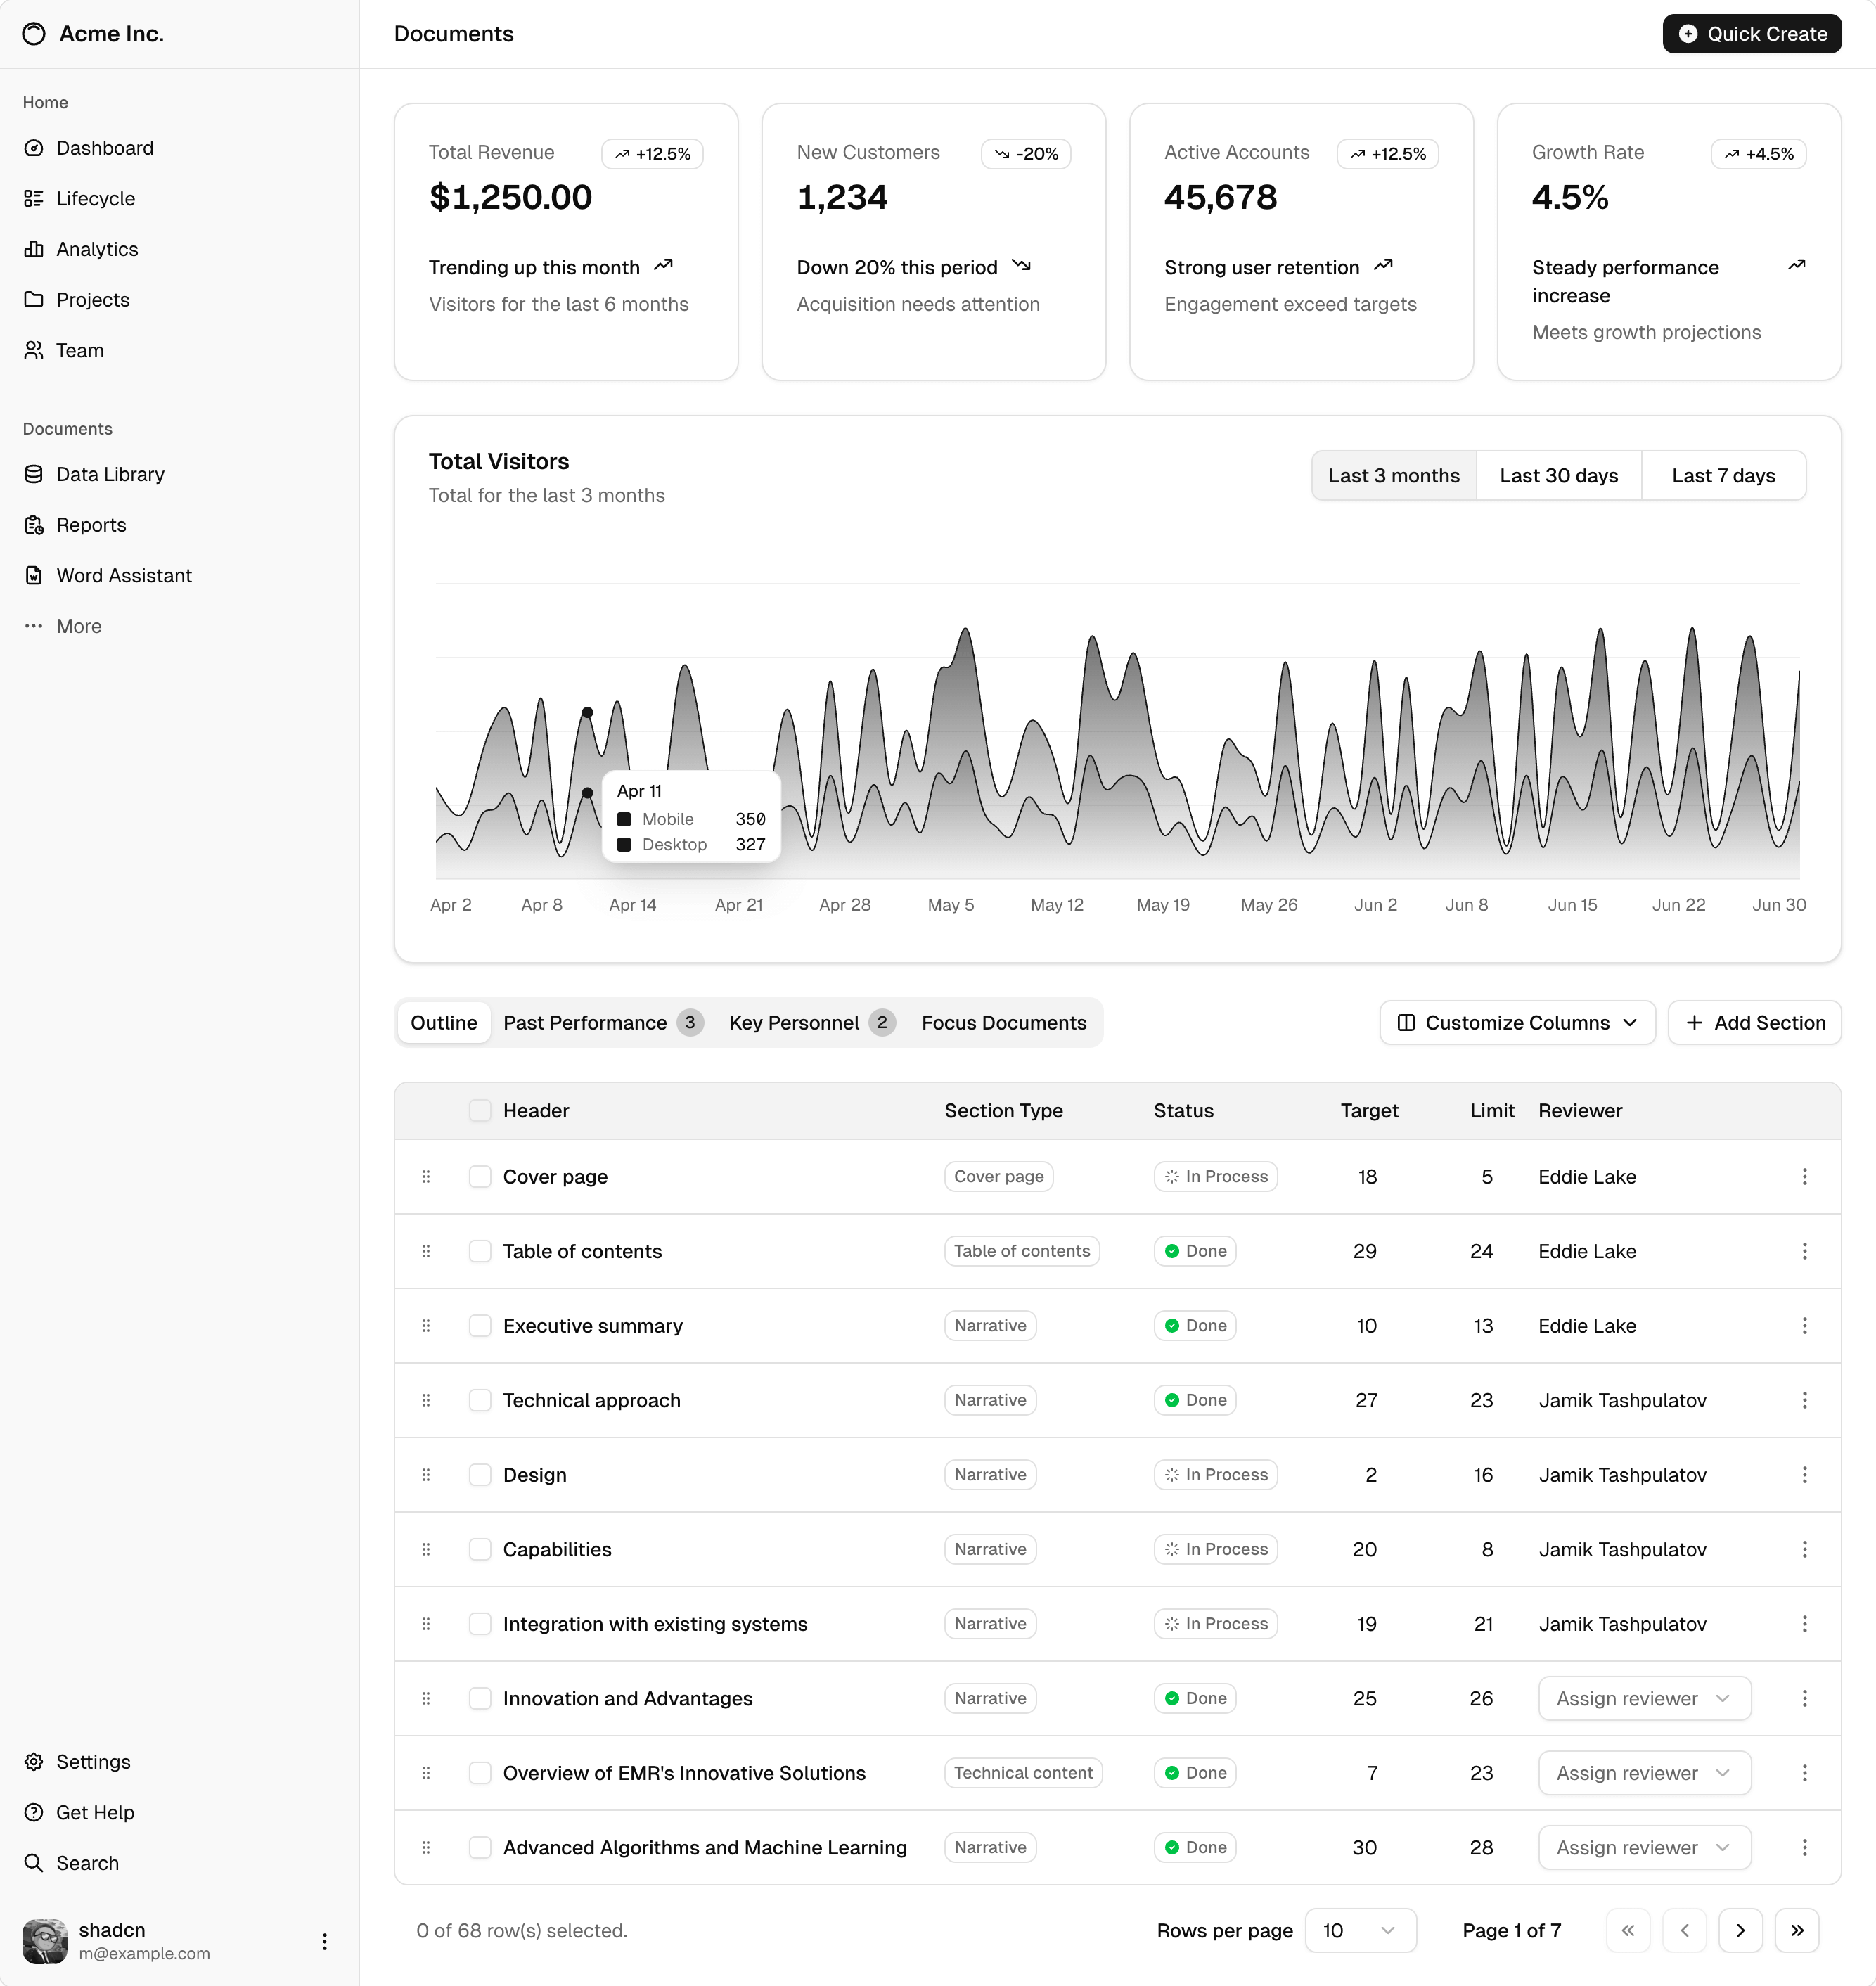 Acme Inc.
Home
Dashboard
Lifecycle
Analytics
Projects
Team
Documents
Data Library
Reports
Word Assistant
More
Settings
Get Help
Search
shadcn
m@example.com
Documents
Quick Create
Total Revenue
+12.5%
$1,250.00
Trending up this month
Visitors for the last 6 months
New Customers
-20%
1,234
Down 20% this period
Acquisition needs attention
Active Accounts
+12.5%
45,678
Strong user retention
Engagement exceed targets
Growth Rate
+4.5%
4.5%
Steady performance
increase
Meets growth projections
Total Visitors
Total for the last 3 months
Last 3 months Last 30 days Last 7 days
Apr 11
Mobile 350
Desktop 327
Apr 2 Apr 8 Apr 14 Apr 21 Apr 28 May 5 May 12 May 19 May 26 Jun 2 Jun 8 Jun 15 Jun 22 Jun 30
Outline Past Performance 3 Key Personnel 2 Focus Documents
Customize Columns
Add Section
Header Section Type Status Target Limit Reviewer
Cover page Cover page In Process 18 5 Eddie Lake
Table of contents Table of contents Done 29 24 Eddie Lake
Executive summary Narrative Done 10 13 Eddie Lake
Technical approach Narrative Done 27 23 Jamik Tashpulatov
Design Narrative In Process 2 16 Jamik Tashpulatov
Capabilities Narrative In Process 20 8 Jamik Tashpulatov
Integration with existing systems Narrative In Process 19 21 Jamik Tashpulatov
Innovation and Advantages Narrative Done 25 26 Assign reviewer
Overview of EMR's Innovative Solutions Technical content Done 7 23 Assign reviewer
Advanced Algorithms and Machine Learning Narrative Done 30 28 Assign reviewer
0 of 68 row(s) selected.
Rows per page 10
Page 1 of 7